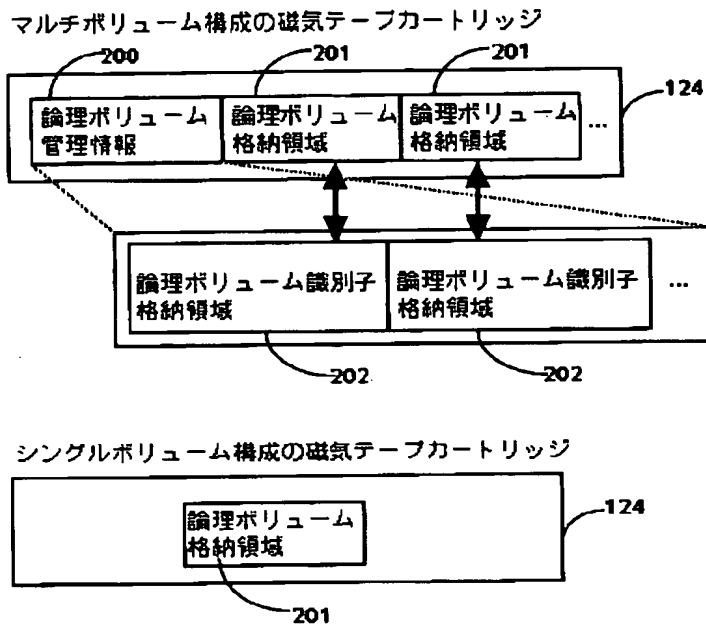 マルチボリューム構成の磁気テープカートリッジ
200
201
201
124
論理ボリューム
管理情報
論理ボリューム
格納領域
論理ボリューム
格納領域
...
論理ボリューム識別子
格納領域
論理ボリューム識別子
格納領域
...
202
202
シングルボリューム構成の磁気テープカートリッジ
124
論理ボリューム
格納領域
201